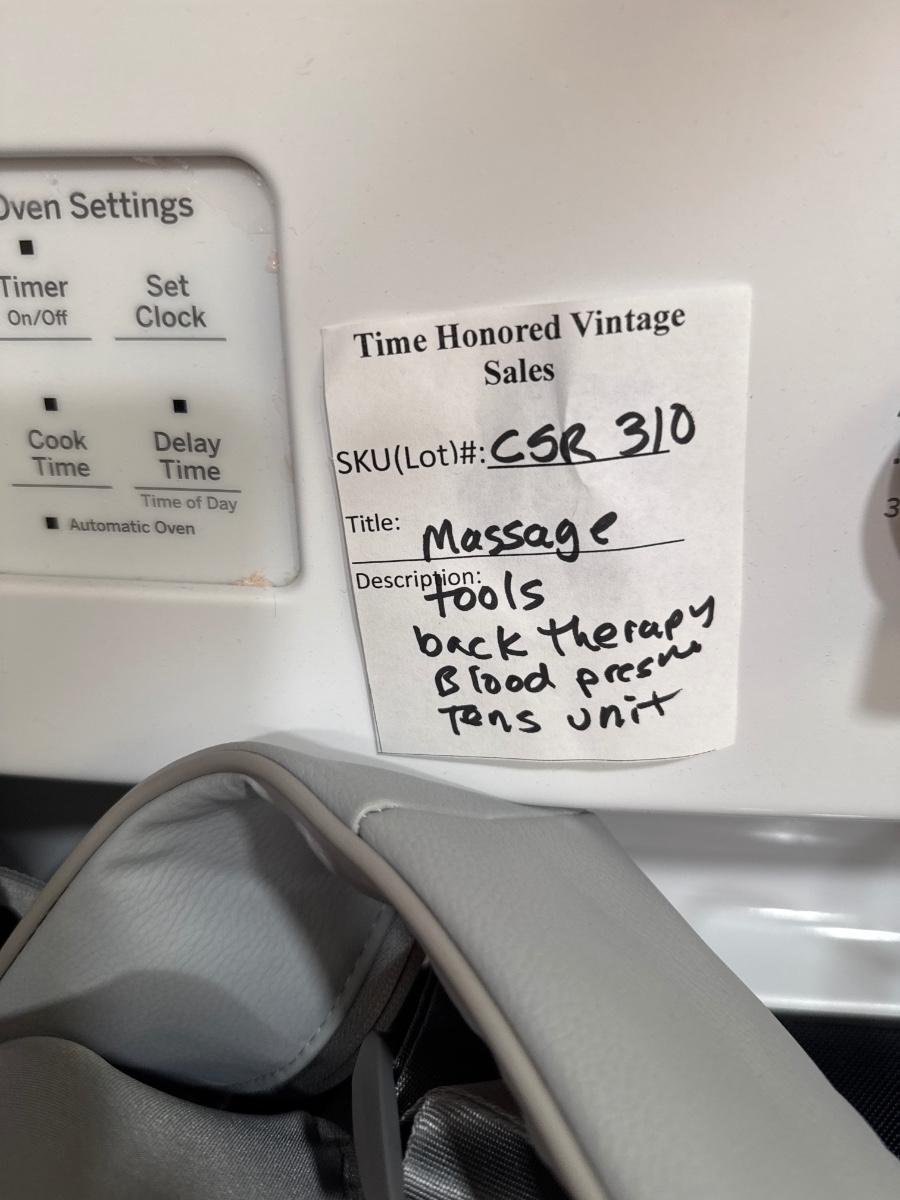 Oven Settings
Timer
On/Off
Set
Clock
Cook
Time
Delay
Time
Time of Day
Automatic Oven
Time Honored Vintage
Sales
SKU(Lot)#: CSR 310
Title: Massage
Description:
tools
back therapy
Blood
Tens unit
3